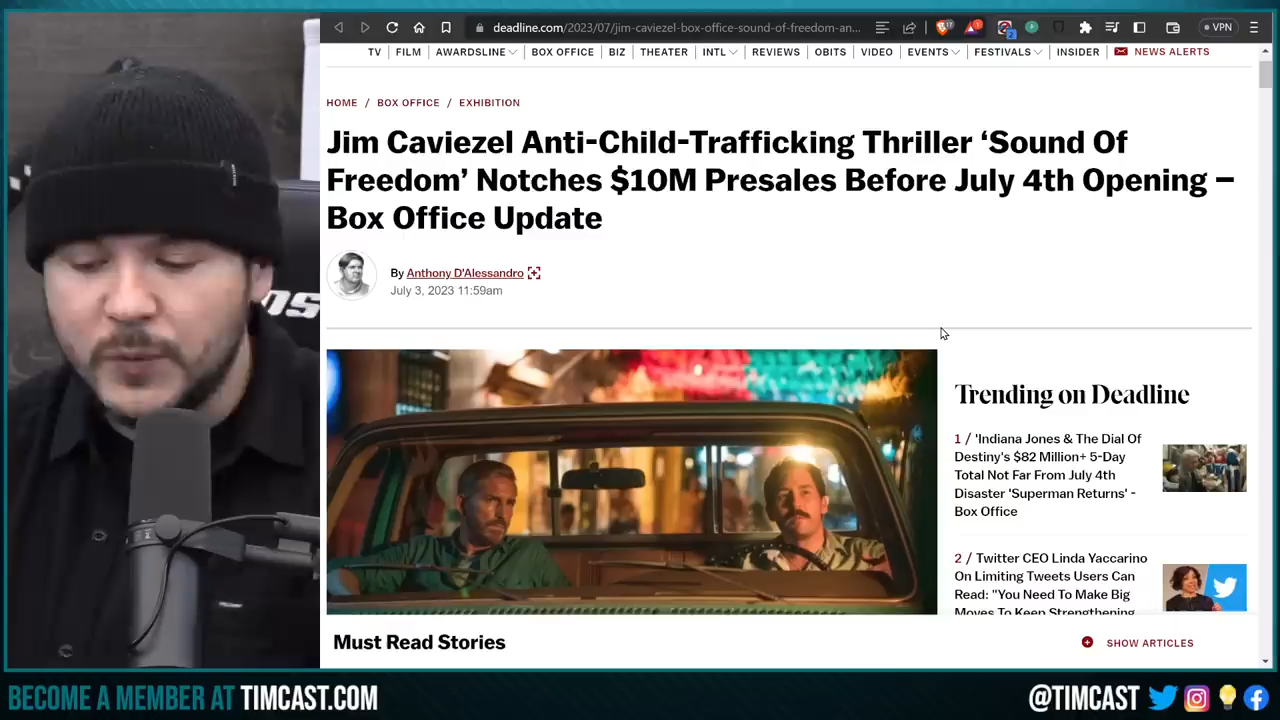 deadline.com/2023/07/jim-caviezel-box-office-sound-of-freedom-an...
VPN
TV FILM AWARDSLINE BOX OFFICE BIZ THEATER INTL REVIEWS OBITS VIDEO EVENTS FESTIVALS INSIDER NEWS ALERTS
HOME / BOX OFFICE / EXHIBITION
Jim Caviezel Anti-Child-Trafficking Thriller ‘Sound Of
Freedom’ Notches $10M Presales Before July 4th Opening –
Box Office Update
By Anthony D'Alessandro
July 3, 2023 11:59am
Trending on Deadline
1 / 'Indiana Jones & The Dial Of
Destiny's $82 Million+ 5-Day
Total Not Far From July 4th
Disaster 'Superman Returns' -
Box Office
2 / Twitter CEO Linda Yaccarino
On Limiting Tweets Users Can
Read: "You Need To Make Big
Moves To Keep Strengthening
Must Read Stories
SHOW ARTICLES
BECOME A MEMBER AT TIMCAST.COM
@TIMCAST